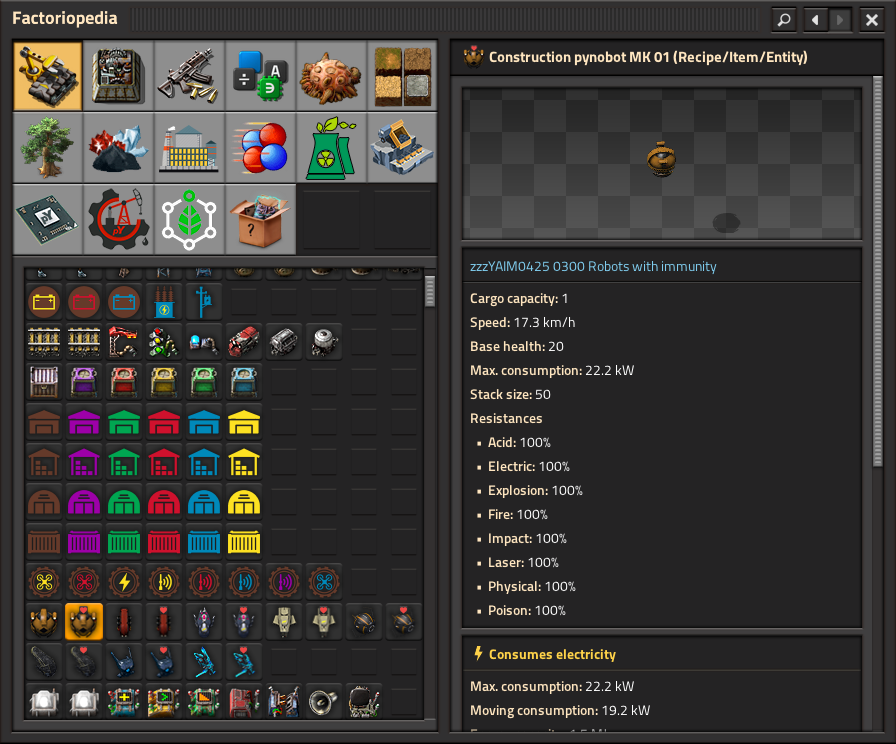 Factoriopedia
Construction pynobot MK 01 (Recipe/Item/Entity)
zzzYAIM0425 0300 Robots with immunity
Cargo capacity: 1
Speed: 17.3 km/h
Base health: 20
Max. consumption: 22.2 kW
Stack size: 50
Resistances
Acid: 100%
Electric: 100%
Explosion: 100%
Fire: 100%
Impact: 100%
Laser: 100%
Physical: 100%
Poison: 100%
Consumes electricity
Max. consumption: 22.2 kW
Moving consumption: 19.2 kW